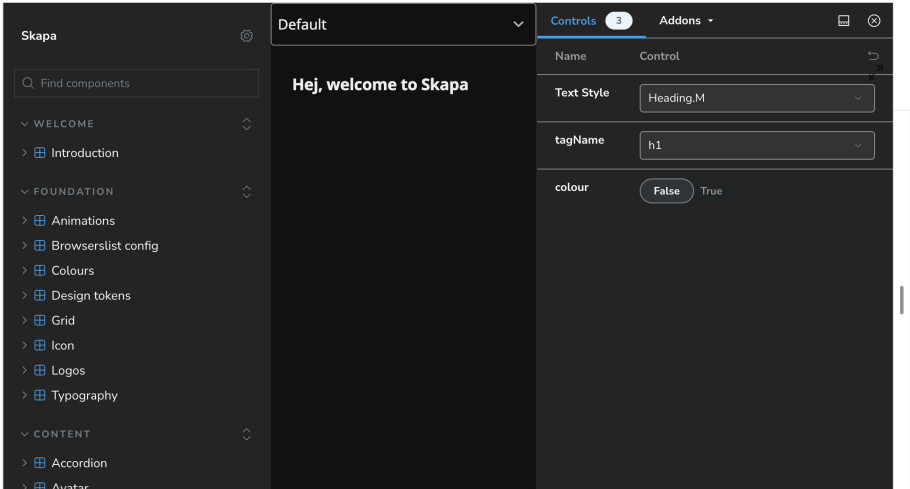 Skapa
Find components
WELCOME
Introduction
FOUNDATION
Animations
Browserslist config
Colours
Design tokens
Grid
Icon
Logos
Typography
CONTENT
Accordion
Avatar
Default
Hej, welcome to Skapa
Controls 3 Addons
Name Control
Text Style Heading.M
tagName h1
colour False True